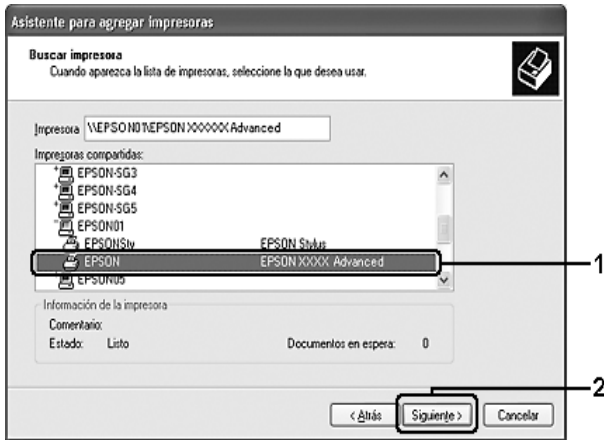 Asistente para agregar impresoras
Buscar impresora
Cuando aparezca la lista de impresoras, seleccione la que desea usar.
Impresora \\EPSON01\EPSON XXXXXX Advanced
Impresoras compartidas:
EPSON-SG3
EPSON-SG4
EPSON-SG5
EPSON01
EPSONSty EPSON Stylus
EPSON EPSON XXXX Advanced
1
EPSON05
Información de la impresora
Comentario:
Estado: Listo Documentos en espera: 0
2
< Atrás Siguiente > Cancelar